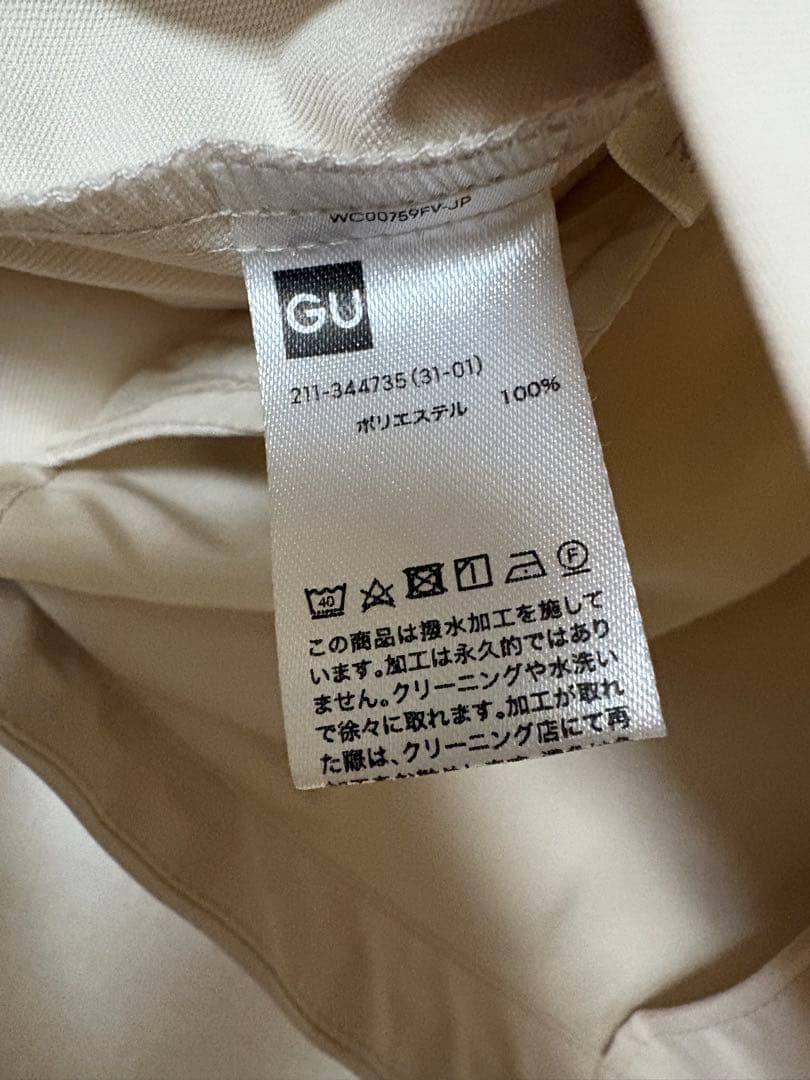 WC00759FV-JP
GU
211-344735(31-01)
ポリエステル 100%
40 F
この商品は撥水加工を施して
います。加工は永久的ではあり
ません。クリーニングや水洗い
で徐々に取れます。加工が取れ
た際は、クリーニング店にて再